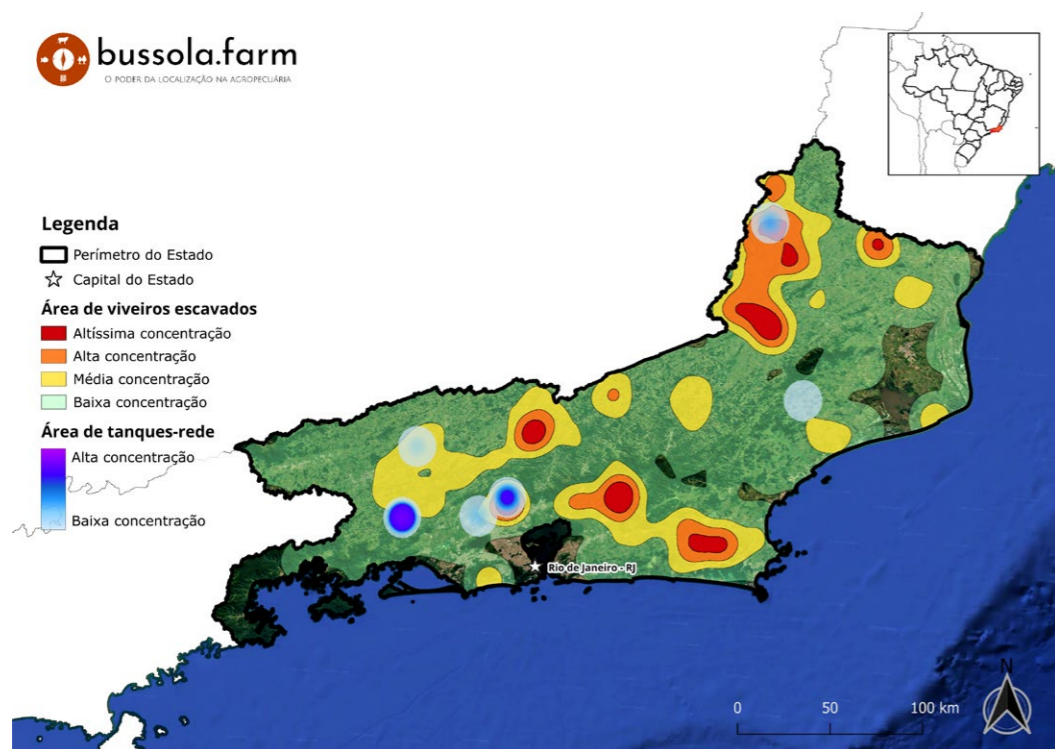 bussola.farm
O PODER DA LOCALIZAÇÃO NA AGROPECUÁRIA
Legenda
Perímetro do Estado
Capital do Estado
Área de viveiros escavados
Altíssima concentração
Alta concentração
Média concentração
Baixa concentração
Área de tanques-rede
Alta concentração
Baixa concentração
Rio de Janeiro - RJ
N
0 50 100 km